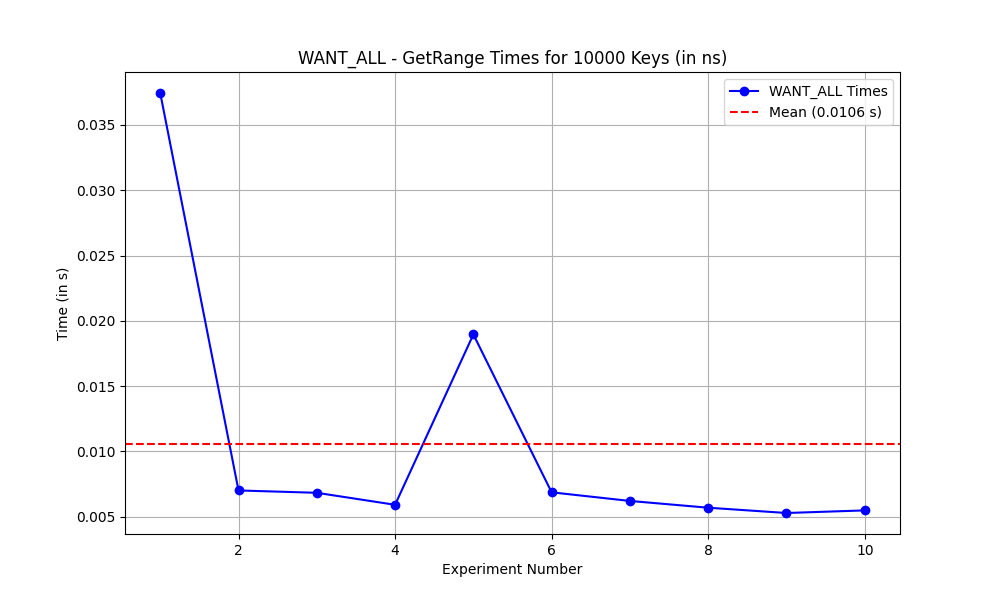 WANT_ALL - GetRange Times for 10000 Keys (in ns)
WANT_ALL Times
Mean (0.0106 s)
Time (in s)
0.035
0.030
0.025
0.020
0.015
0.010
0.005
2
4
6
8
10
Experiment Number